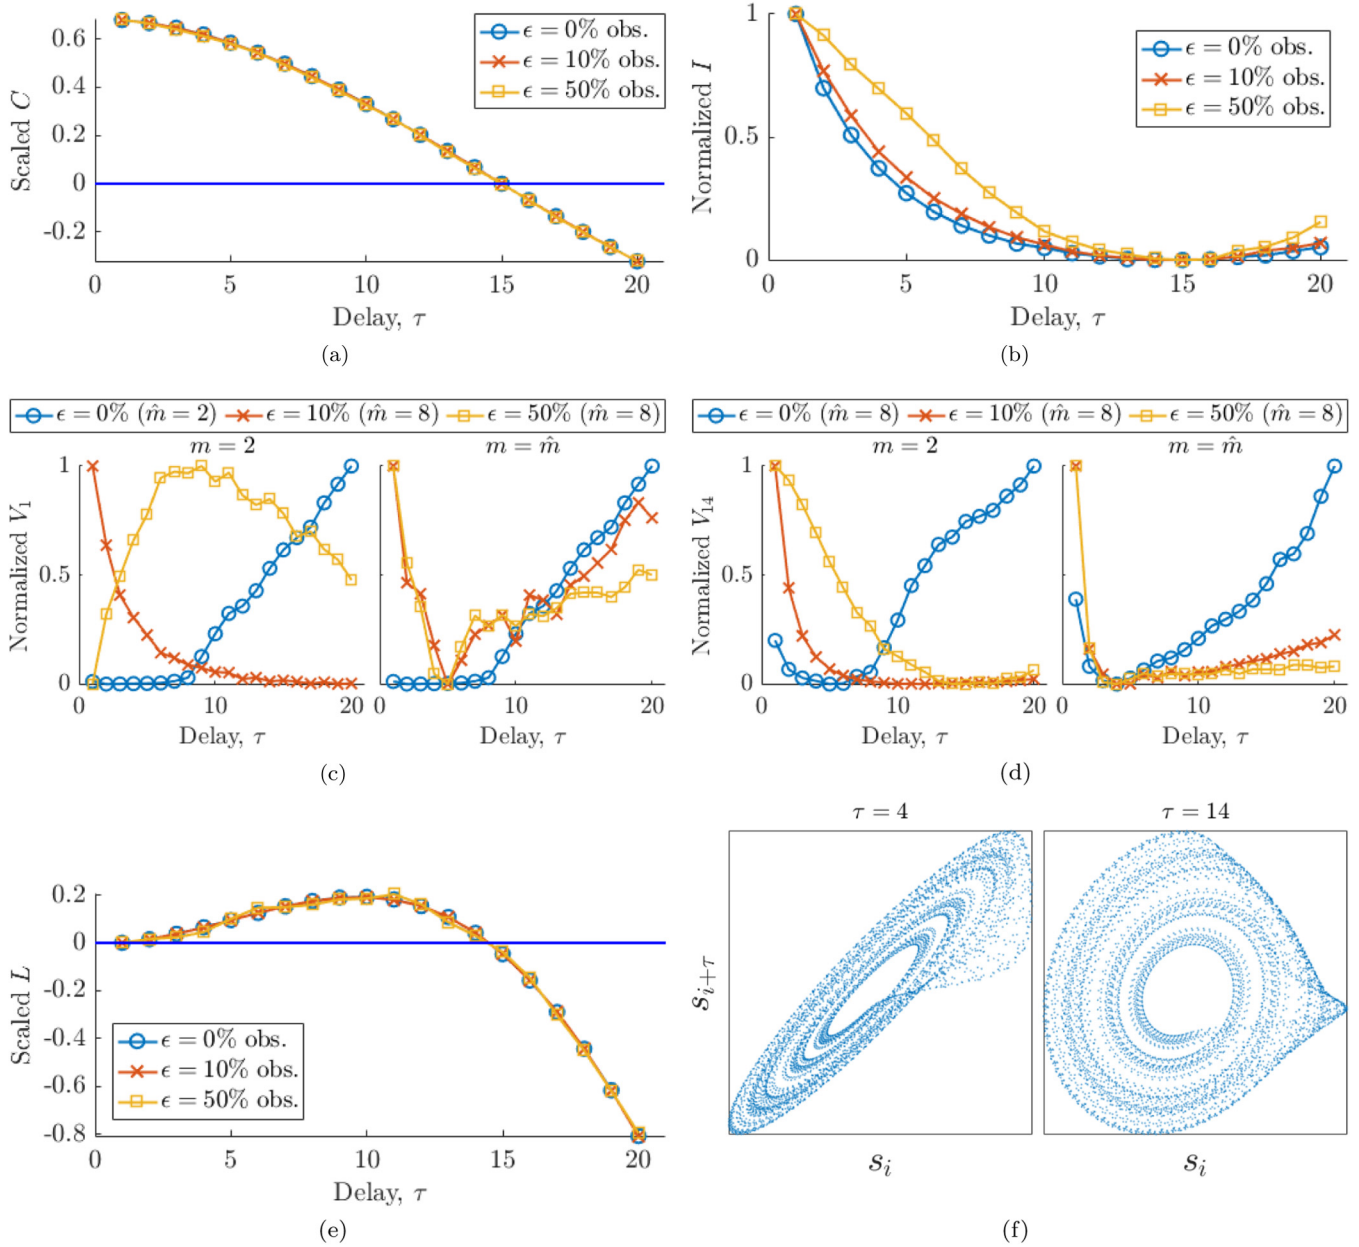 0.6
0.4
0.2
0
-0.2
Scaled C
ϵ = 0% obs.
ϵ = 10% obs.
ϵ = 50% obs.
0 5 10 15 20
Delay, τ
(a)
1
0.5
0
Normalized I
ϵ = 0% obs.
ϵ = 10% obs.
ϵ = 50% obs.
0 5 10 15 20
Delay, τ
(b)
ϵ = 0% (m̂ = 2) ϵ = 10% (m̂ = 8) ϵ = 50% (m̂ = 8)
m = 2 m = m̂
1
0.5
0
Normalized V₁
0 10 20 0 10 20
Delay, τ Delay, τ
(c)
ϵ = 0% (m̂ = 8) ϵ = 10% (m̂ = 8) ϵ = 50% (m̂ = 8)
m = 2 m = m̂
1
0.5
0
Normalized V₁₄
0 10 20 0 10 20
Delay, τ Delay, τ
(d)
0.2
0
-0.2
-0.4
-0.6
-0.8
Scaled L
ϵ = 0% obs.
ϵ = 10% obs.
ϵ = 50% obs.
0 5 10 15 20
Delay, τ
(e)
τ = 4 τ = 14
sᵢ₊τ
sᵢ sᵢ
(f)